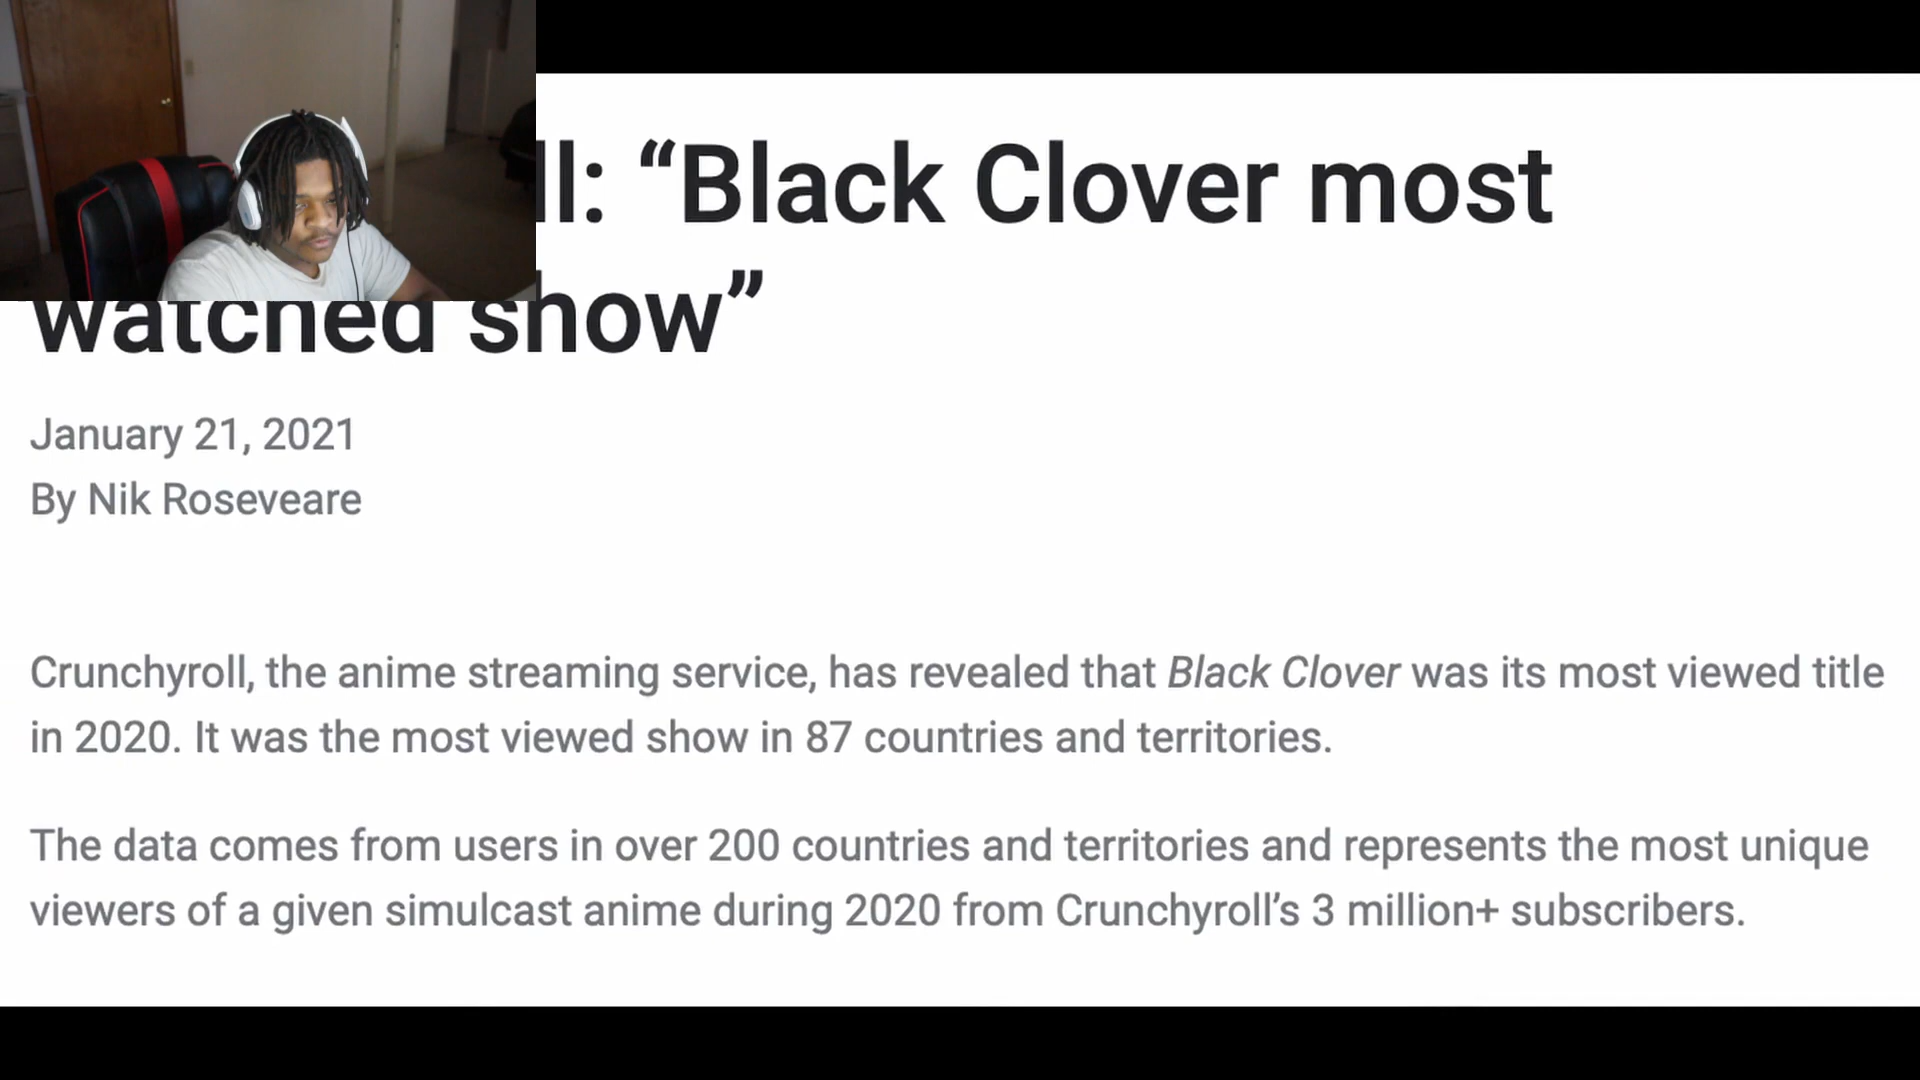 ll: “Black Clover most
watched show”
January 21, 2021
By Nik Roseveare
Crunchyroll, the anime streaming service, has revealed that Black Clover was its most viewed title
in 2020. It was the most viewed show in 87 countries and territories.
The data comes from users in over 200 countries and territories and represents the most unique
viewers of a given simulcast anime during 2020 from Crunchyroll’s 3 million+ subscribers.